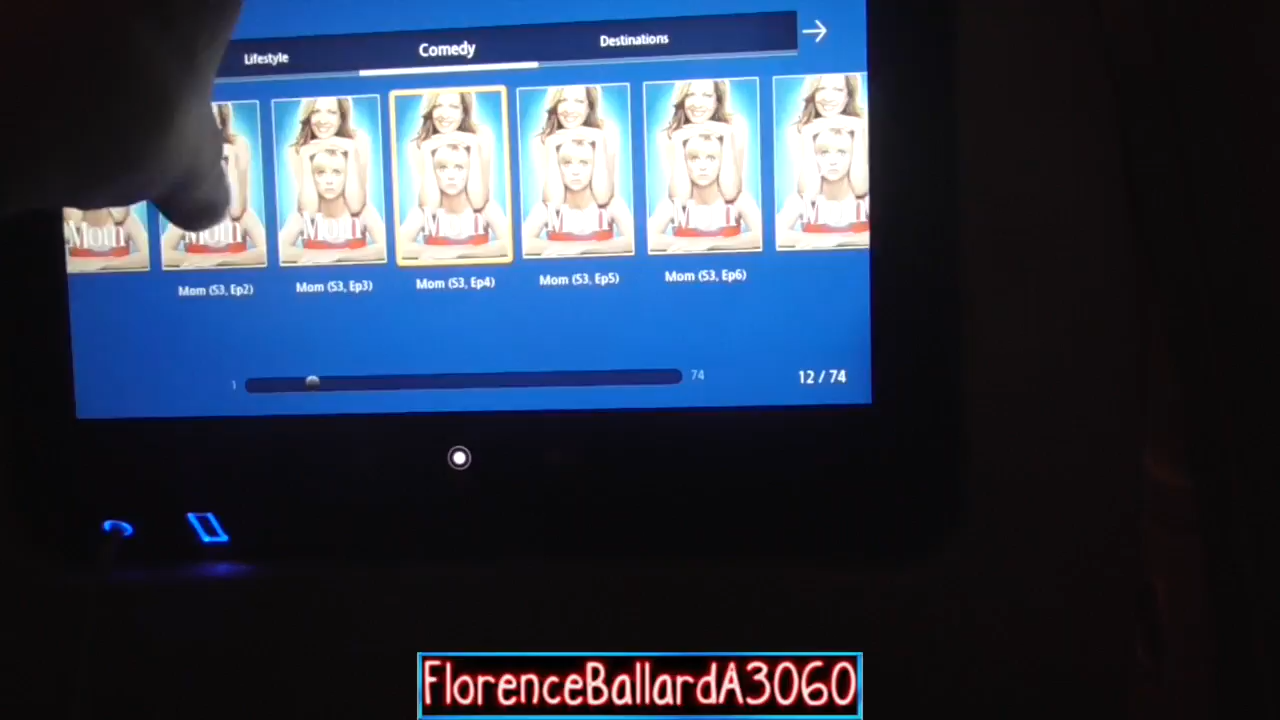 Lifestyle
Comedy
Destinations
Mom
Mom
Mom
Mom
Mom
Mom
Mom
Mom (S3, Ep2)
Mom (S3, Ep3)
Mom (S3, Ep4)
Mom (S3, Ep5)
Mom (S3, Ep6)
1
74
12 / 74
FlorenceBallardA3060